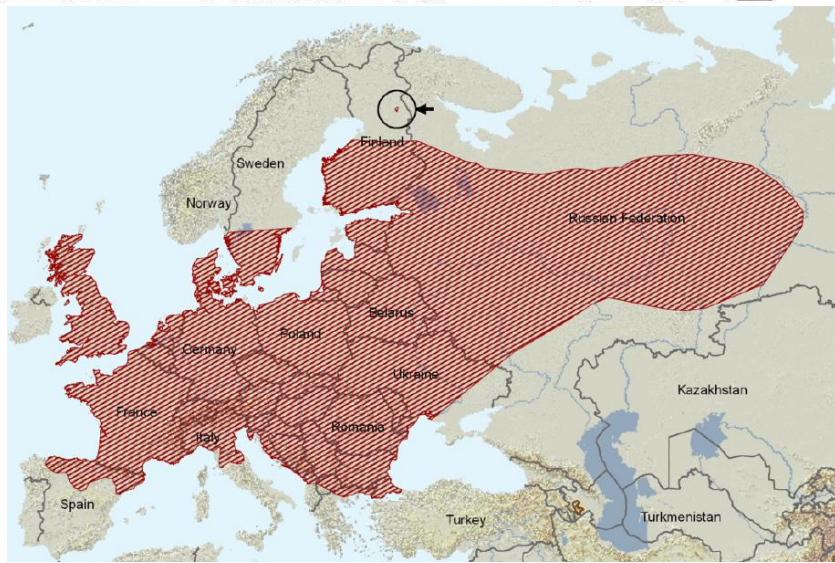 Finland
Sweden
Norway
Russian Federation
Belarus
Poland
Germany
Ukraine
Kazakhstan
France
Romania
Italy
Spain
Turkey
Turkmenistan